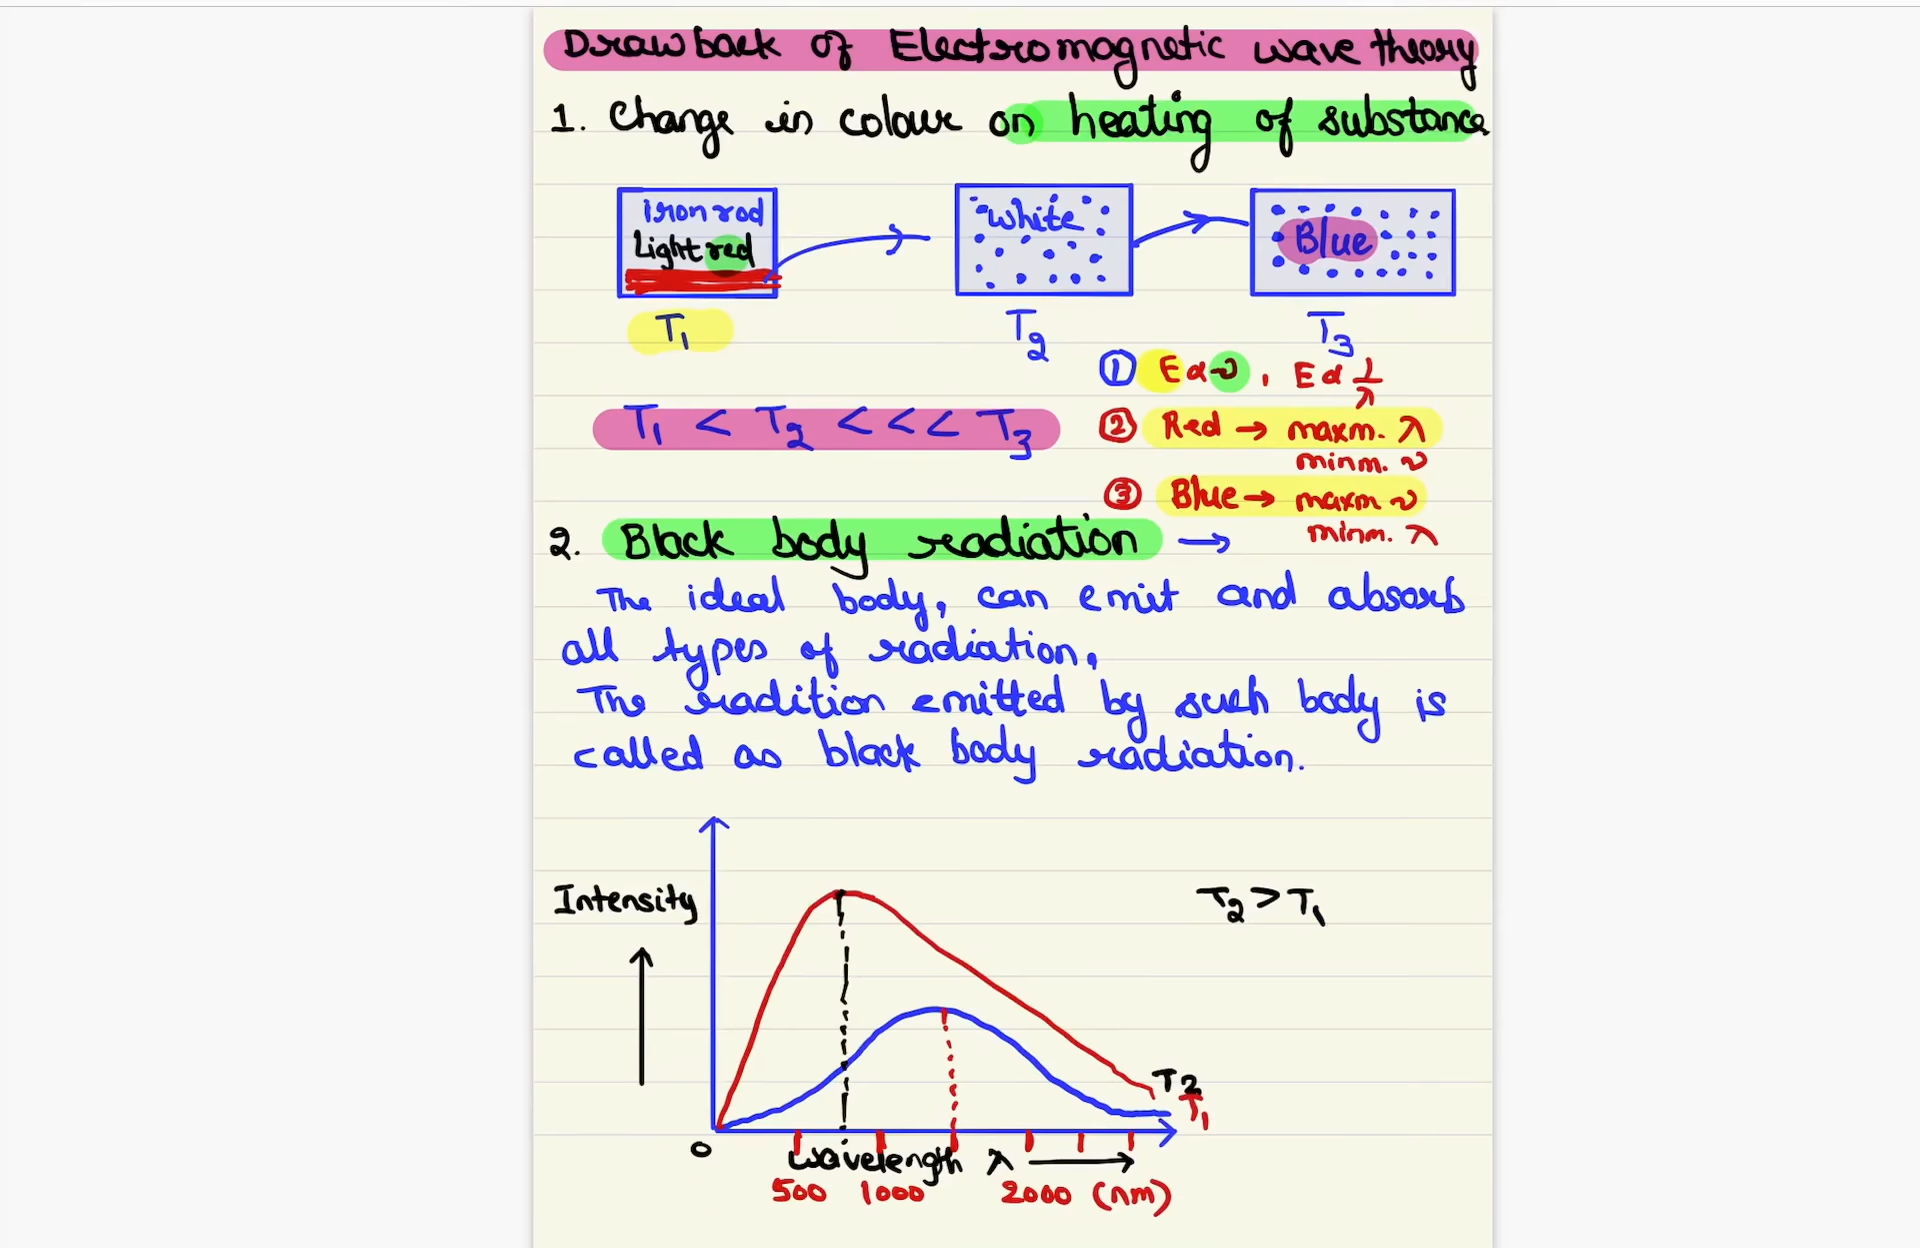 Drawback of Electromagnetic wave theory
1. Change in colour on heating of substance
Iron rod
Light red
White
Blue
T₁
T₂
T₃
① E α ν, E α 1/λ
T₁ < T₂ < < < T₃
② Red → maxm. λ
minm. ν
③ Blue → maxm ν
minm. λ
2. Black body radiation →
The ideal body, can emit and absorb
all types of radiation,
The radition emitted by such body is
called as black body radiation.
Intensity
T₂ > T₁
T₂
T₁
0
wavelength λ →
500 1000 2000 (nm)